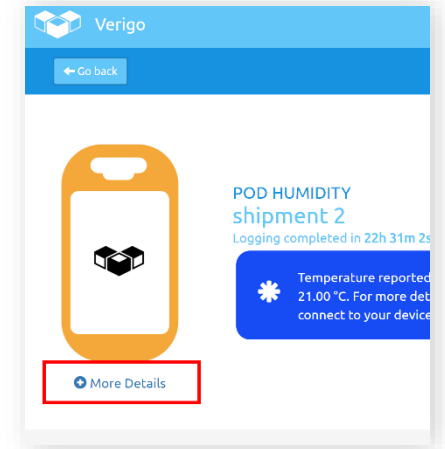 Verigo
Go back
POD HUMIDITY
shipment 2
Logging completed in 22h 31m 2s
Temperature reported
21.00 °C. For more det
connect to your device
More Details